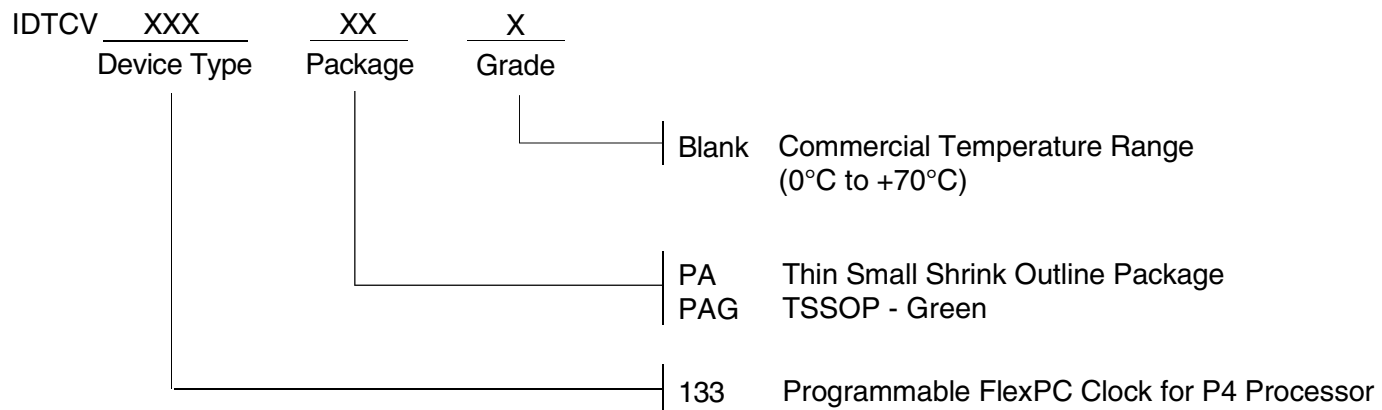 IDTCV XXX XX X
Device Type Package Grade
Blank Commercial Temperature Range
(0°C to +70°C)
PA Thin Small Shrink Outline Package
PAG TSSOP - Green
133 Programmable FlexPC Clock for P4 Processor